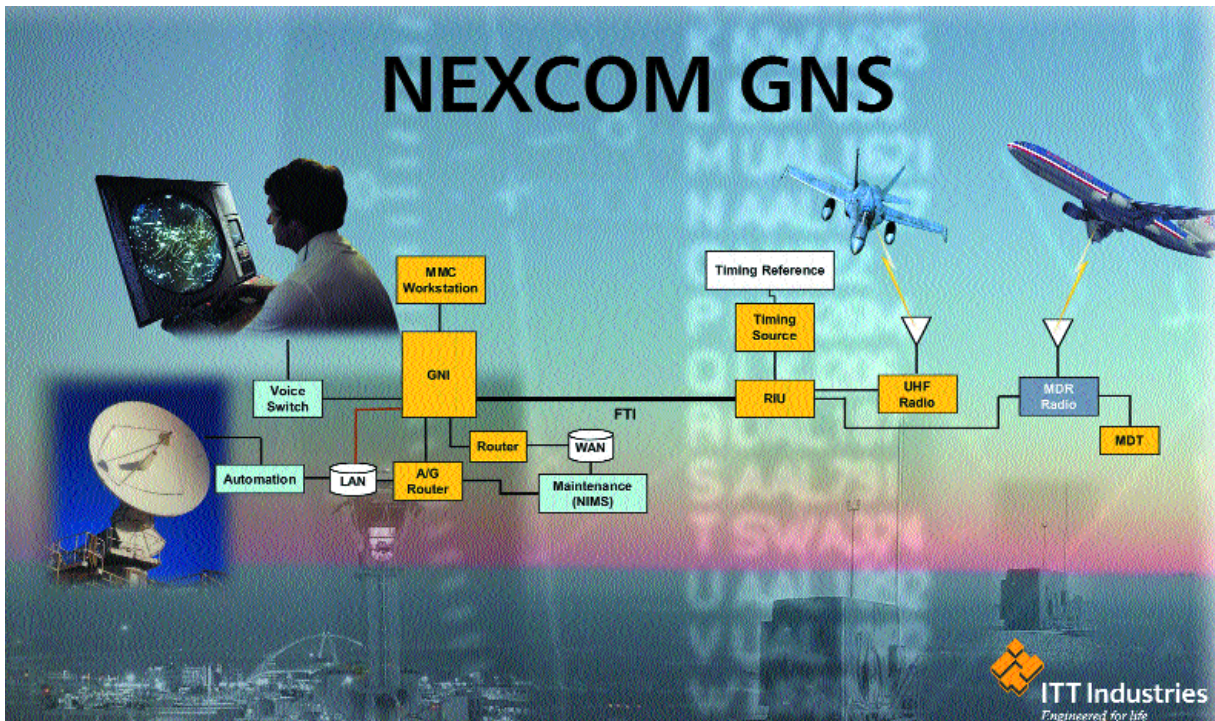 NEXCOM GNS
MMC
Workstation
Timing Reference
Timing
Source
GNI
Voice
Switch
FTI
RIU
UHF
Radio
MDR
Radio
MDT
Router
WAN
Automation
LAN
A/G
Router
Maintenance
(NIMS)
ITT Industries
Engineered for life